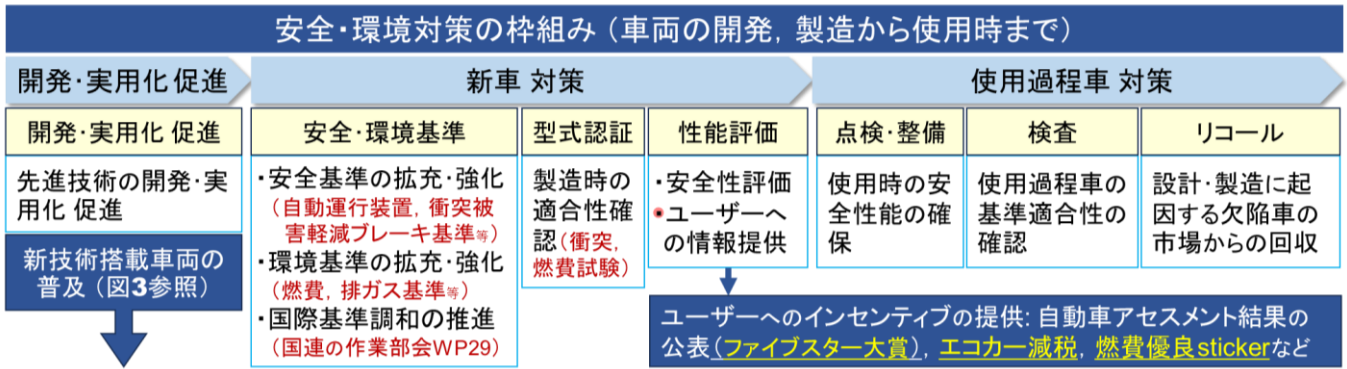 安全・環境対策の枠組み（車両の開発, 製造から使用時まで）
開発・実用化 促進
新車 対策
使用過程車 対策
開発・実用化 促進
先進技術の開発・実
用化 促進
新技術搭載車両の
普及（図3参照）
安全・環境基準
・安全基準の拡充・強化
（自動運行装置, 衝突被
害軽減ブレーキ基準等）
・環境基準の拡充・強化
（燃費, 排ガス基準等）
・国際基準調和の推進
（国連の作業部会WP29）
型式認証
製造時の
適合性確
認（衝突,
燃費試験）
性能評価
・安全性評価
・ユーザーへ
の情報提供
ユーザーへのインセンティブの提供: 自動車アセスメント結果の
公表（ファイブスター大賞）, エコカー減税, 燃費優良stickerなど
点検・整備
使用時の安
全性能の確
保
検査
使用過程車の
基準適合性の
確認
リコール
設計・製造に起
因する欠陥車の
市場からの回収